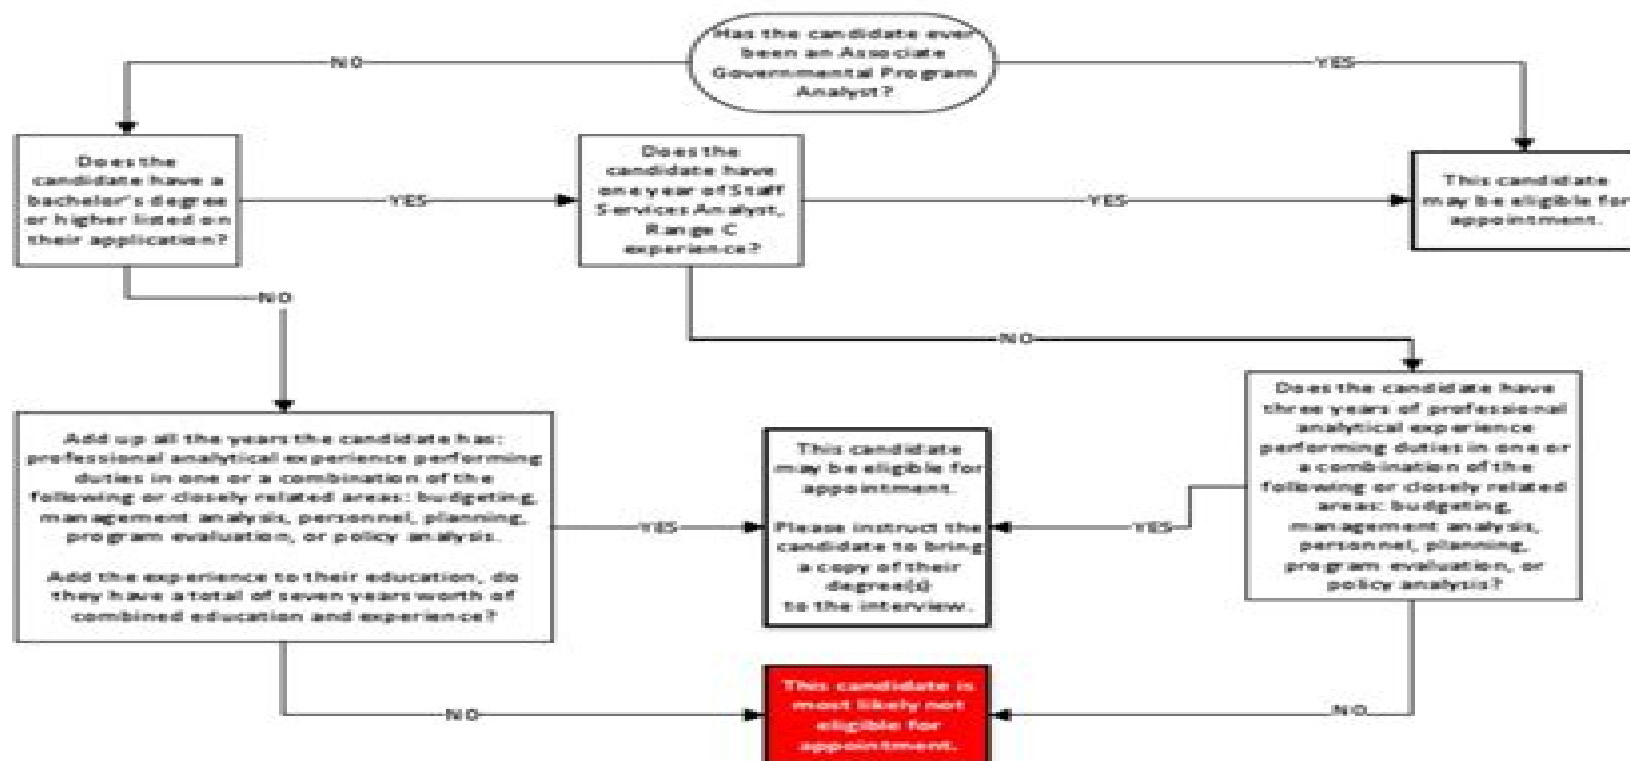 Has the candidate ever
been an Associate
Governmental Program
Analyst?
NO
YES
Does the
candidate have a
bachelor's degree
or higher listed on
their application?
YES
Does the
candidate have
one year of Staff
Services Analyst,
Range C
experience?
YES
This candidate
may be eligible for
appointment.
NO
NO
Add up all the years the candidate has:
professional analytical experience performing
duties in one or a combination of the
following or closely related areas: budgeting,
management analysis, personnel, planning,
program evaluation, or policy analysis.
Add the experience to their education, do
they have a total of seven years worth of
combined education and experience?
YES
This candidate
may be eligible for
appointment.
Please instruct the
candidate to bring
a copy of their
degree(s)
to the interview.
YES
Does the candidate have
three years of professional
analytical experience
performing duties in one or
a combination of the
following or closely related
areas: budgeting,
management analysis,
personnel, planning,
program evaluation, or
policy analysis?
NO
This candidate is
most likely not
eligible for
appointment.
NO